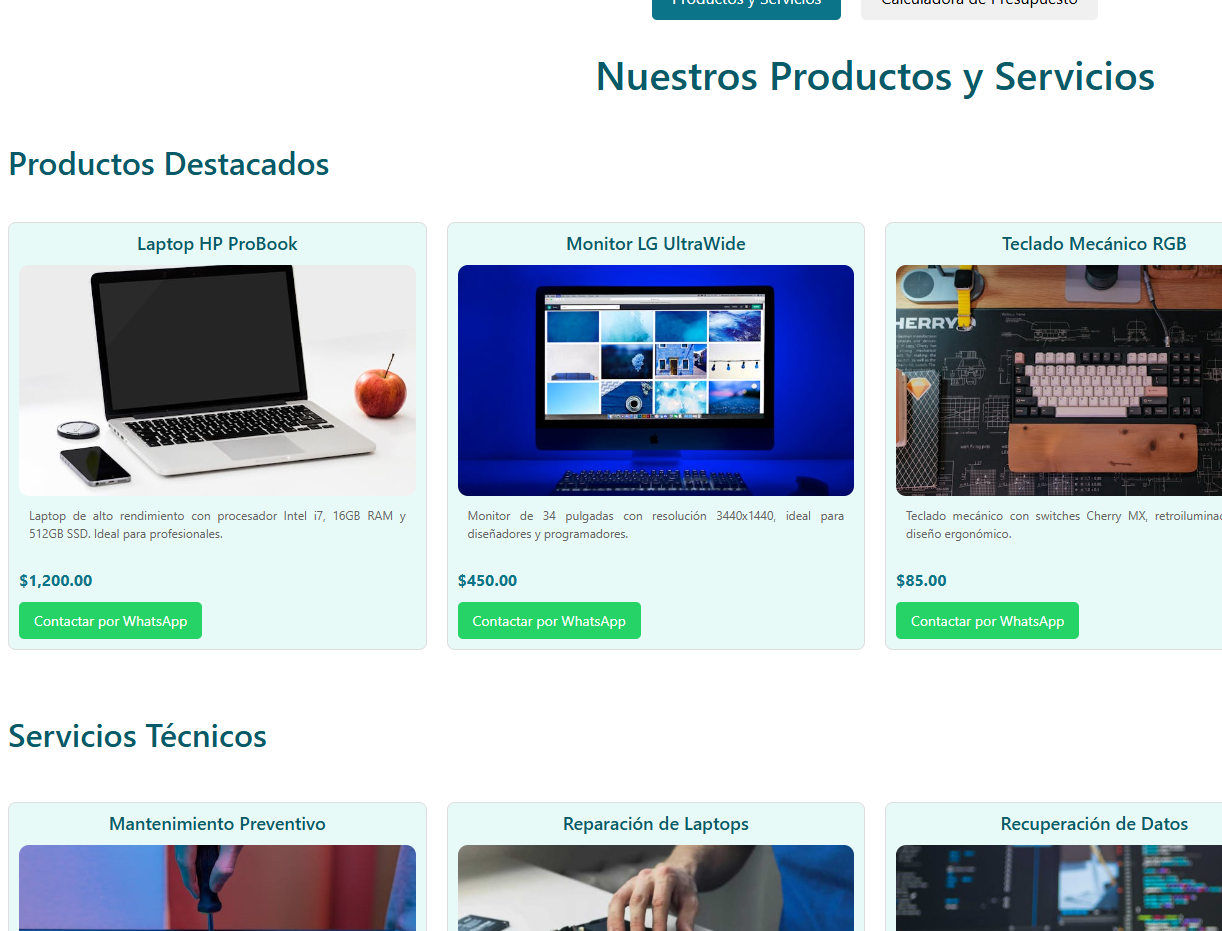 Productos y Servicios
Calculadora de Presupuesto
Nuestros Productos y Servicios
Productos Destacados
Laptop HP ProBook
Monitor LG UltraWide
Teclado Mecánico RGB
HERRY
Laptop de alto rendimiento con procesador Intel i7, 16GB RAM y
512GB SSD. Ideal para profesionales.
Monitor de 34 pulgadas con resolución 3440x1440, ideal para
diseñadores y programadores.
Teclado mecánico con switches Cherry MX, retroiluminac
diseño ergonómico.
$1,200.00
$450.00
$85.00
Contactar por WhatsApp
Contactar por WhatsApp
Contactar por WhatsApp
Servicios Técnicos
Mantenimiento Preventivo
Reparación de Laptops
Recuperación de Datos